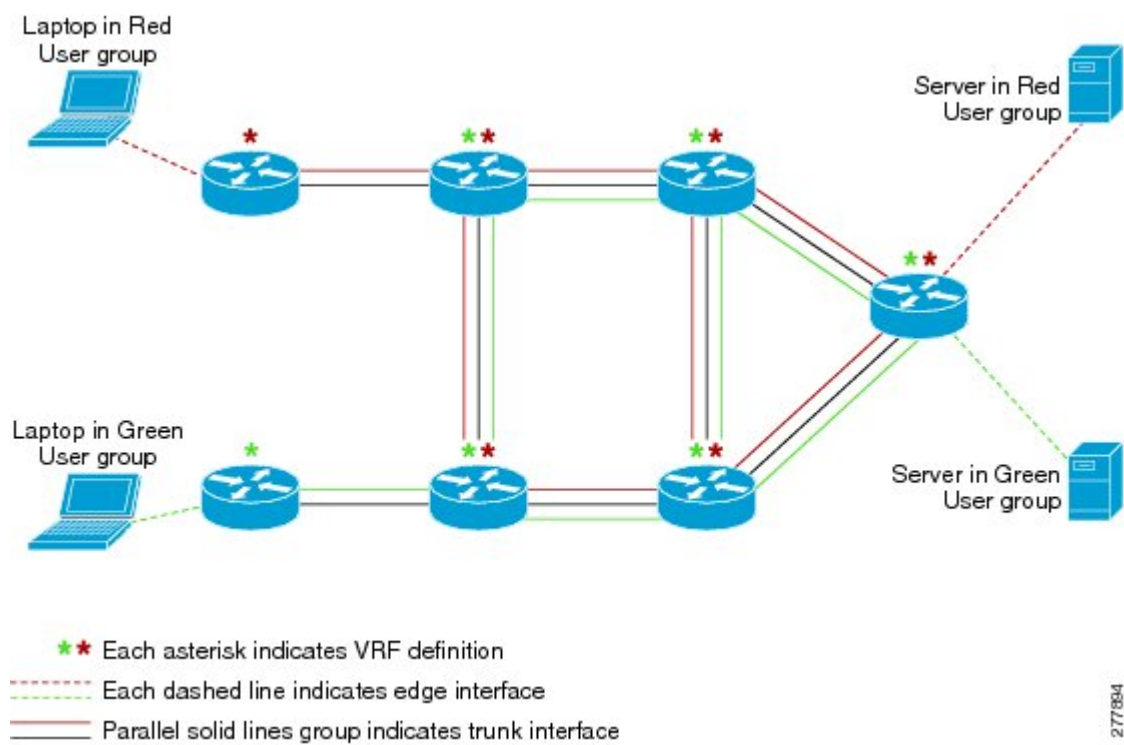 Laptop in Red
User group
Server in Red
User group
* 
* *
* *
* *
Laptop in Green
User group
*
* *
* *
Server in Green
User group
** Each asterisk indicates VRF definition
Each dashed line indicates edge interface
Parallel solid lines group indicates trunk interface
277894